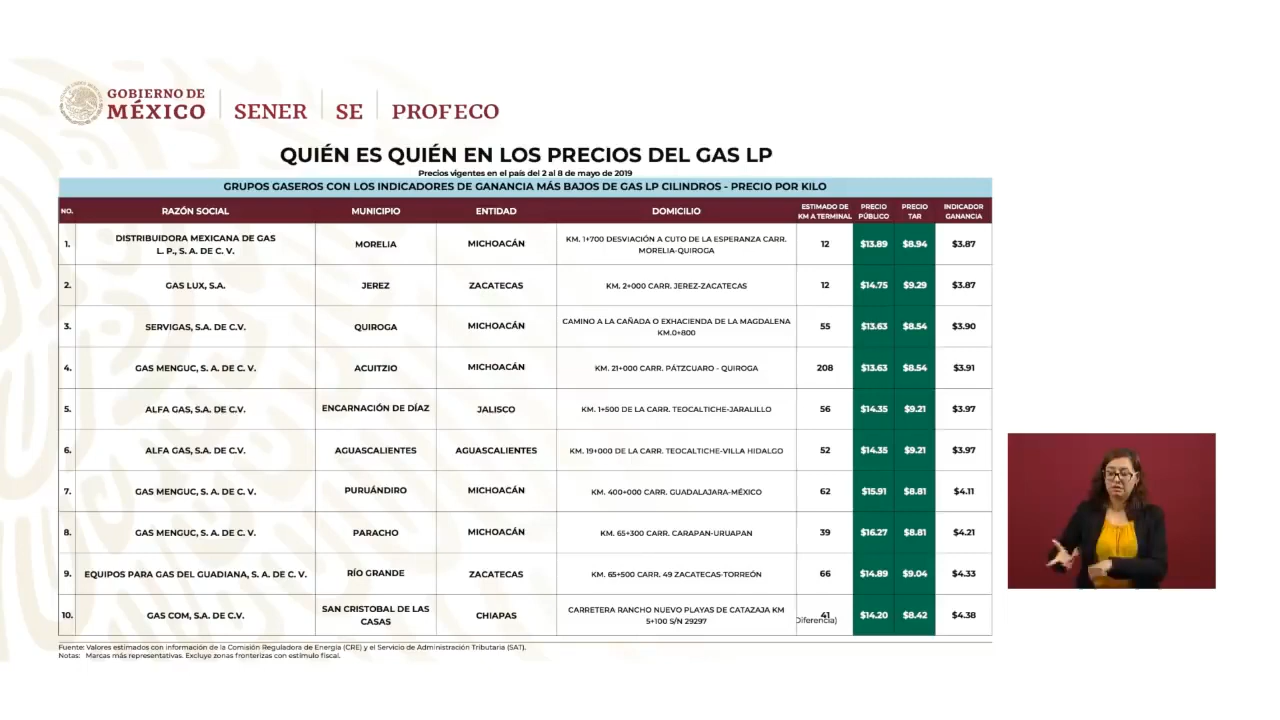 GOBIERNO DE
MÉXICO
SENER
SE
PROFECO
QUIÉN ES QUIÉN EN LOS PRECIOS DEL GAS LP
Precios vigentes en el país del 2 al 8 de mayo de 2019
GRUPOS GASEROS CON LOS INDICADORES DE GANANCIA MÁS BAJOS DE GAS LP CILINDROS - PRECIO POR KILO
NO. RAZÓN SOCIAL MUNICIPIO ENTIDAD DOMICILIO ESTIMADO DE KM A TERMINAL PRECIO PÚBLICO PRECIO TAR INDICADOR GANANCIA
1. DISTRIBUIDORA MEXICANA DE GAS L. P., S. A. DE C. V. MORELIA MICHOACÁN KM. 1+700 DESVIACIÓN A CUTO DE LA ESPERANZA CARR. MORELIA-QUIROGA 12 $13.89 $8.94 $3.87
2. GAS LUX, S.A. JEREZ ZACATECAS KM. 2+000 CARR. JEREZ-ZACATECAS 12 $14.75 $9.29 $3.87
3. SERVIGAS, S.A. DE C.V. QUIROGA MICHOACÁN CAMINO A LA CAÑADA O EXHACIENDA DE LA MAGDALENA KM.0+800 55 $13.63 $8.54 $3.90
4. GAS MENGUC, S. A. DE C. V. ACUITZIO MICHOACÁN KM. 21+000 CARR. PÁTZCUARO - QUIROGA 208 $13.63 $8.54 $3.91
5. ALFA GAS, S.A. DE C.V. ENCARNACIÓN DE DÍAZ JALISCO KM. 1+500 DE LA CARR. TEOCALTICHE-JARALILLO 56 $14.35 $9.21 $3.97
6. ALFA GAS, S.A. DE C.V. AGUASCALIENTES AGUASCALIENTES KM. 19+000 DE LA CARR. TEOCALTICHE-VILLA HIDALGO 52 $14.35 $9.21 $3.97
7. GAS MENGUC, S. A. DE C. V. PURUÁNDIRO MICHOACÁN KM. 400+000 CARR. GUADALAJARA-MÉXICO 62 $15.91 $8.81 $4.11
8. GAS MENGUC, S. A. DE C. V. PARACHO MICHOACÁN KM. 65+300 CARR. CARAPAN-URUAPAN 39 $16.27 $8.81 $4.21
9. EQUIPOS PARA GAS DEL GUADIANA, S. A. DE C. V. RÍO GRANDE ZACATECAS KM. 65+500 CARR. 49 ZACATECAS-TORREÓN 66 $14.89 $9.04 $4.33
10. GAS COM, S.A. DE C.V. SAN CRISTOBAL DE LAS CASAS CHIAPAS CARRETERA RANCHO NUEVO PLAYAS DE CATAZAJA KM 5+100 S/N 29297 41 $14.20 $8.42 $4.38
Diferencia)
Fuente: Valores estimados con información de la Comisión Reguladora de Energía (CRE) y el Servicio de Administración Tributaria (SAT).
Notas: Marcas más representativas. Excluye zonas fronterizas con estímulo fiscal.